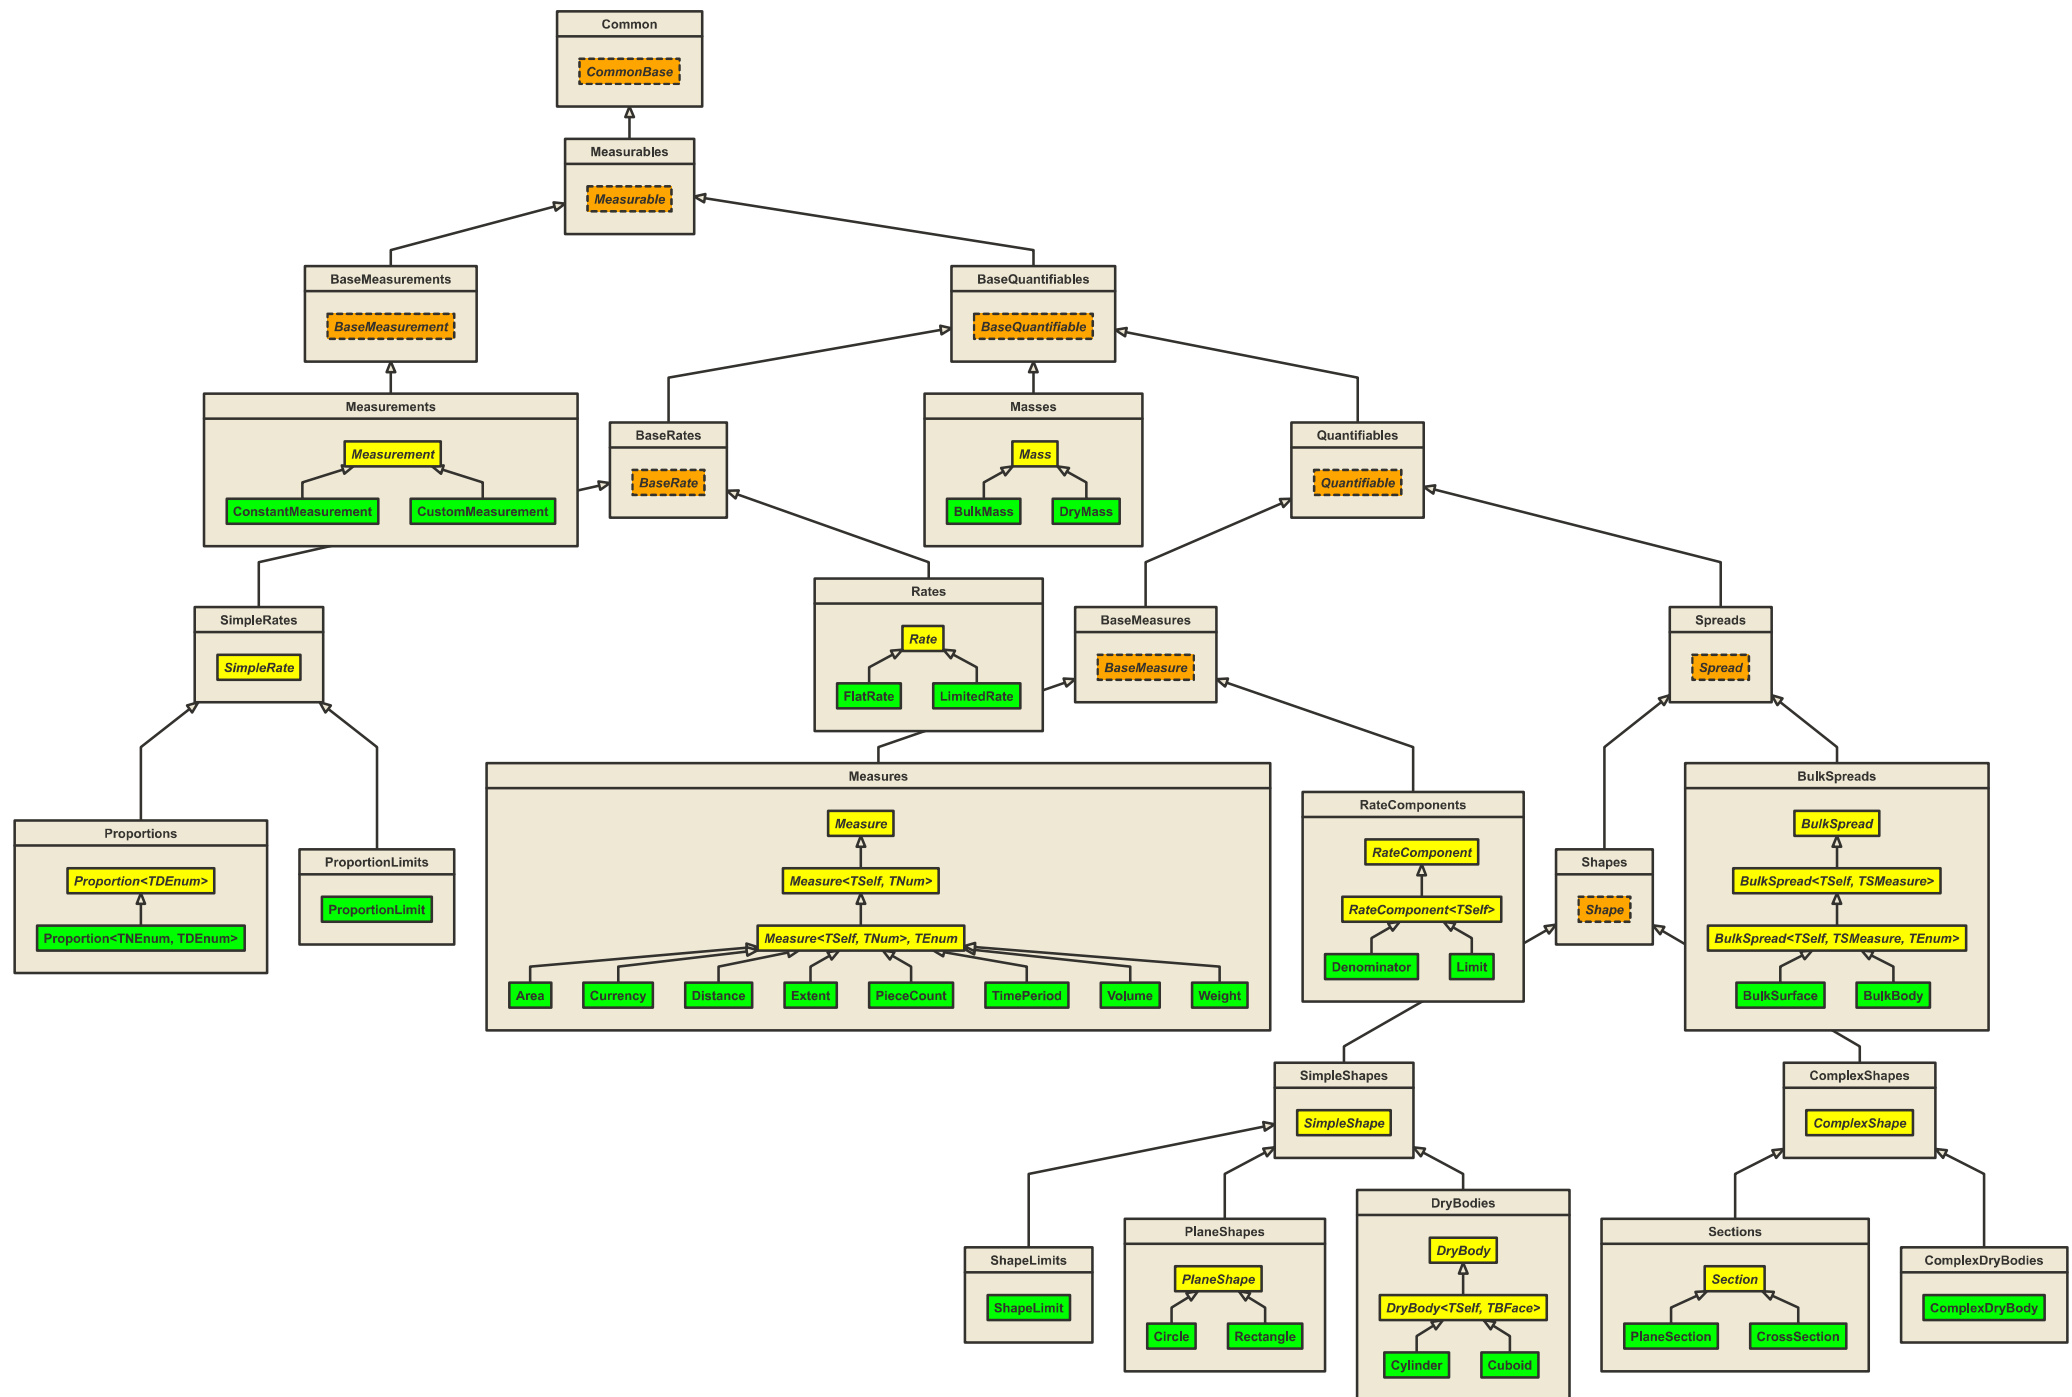 Common
CommonBase
Measurables
Measurable
BaseMeasurements
BaseMeasurement
BaseQuantifiables
BaseQuantifiable
Measurements
Measurement
ConstantMeasurement
CustomMeasurement
BaseRates
BaseRate
Masses
Mass
BulkMass
DryMass
Quantifiables
Quantifiable
SimpleRates
SimpleRate
Rates
Rate
FlatRate
LimitedRate
BaseMeasures
BaseMeasure
Spreads
Spread
Proportions
Proportion<TDEnum>
Proportion<TNEnum, TDEnum>
ProportionLimits
ProportionLimit
Measures
Measure
Measure<TSelf, TNum>
Measure<TSelf, TNum>, TEnum
Area
Currency
Distance
Extent
PieceCount
TimePeriod
Volume
Weight
RateComponents
RateComponent
RateComponent<TSelf>
Denominator
Limit
Shapes
Shape
BulkSpreads
BulkSpread
BulkSpread<TSelf, TSMeasure>
BulkSpread<TSelf, TSMeasure, TEnum>
BulkSurface
BulkBody
SimpleShapes
SimpleShape
ComplexShapes
ComplexShape
ShapeLimits
ShapeLimit
PlaneShapes
PlaneShape
Circle
Rectangle
DryBodies
DryBody
DryBody<TSelf, TBFace>
Cylinder
Cuboid
Sections
Section
PlaneSection
CrossSection
ComplexDryBodies
ComplexDryBody